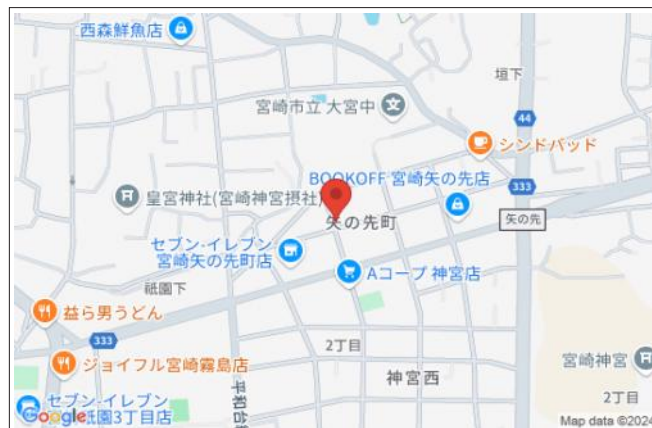 西森鮮魚店
垣下
宮崎市立 大宮中
44
シンドバッド
BOOKOFF 宮崎矢の先店
333
皇宮神社(宮崎神宮摂社)
矢の先町
矢の先
セブン-イレブン
宮崎矢の先町店
Aコープ 神宮店
祇園下
益ら男うどん
333
2丁目
ジョイフル宮崎霧島店
宮崎神宮
神宮西
セブン-イレブン
祇園3丁目店
平和台
2丁目
Google
Map data ©2024